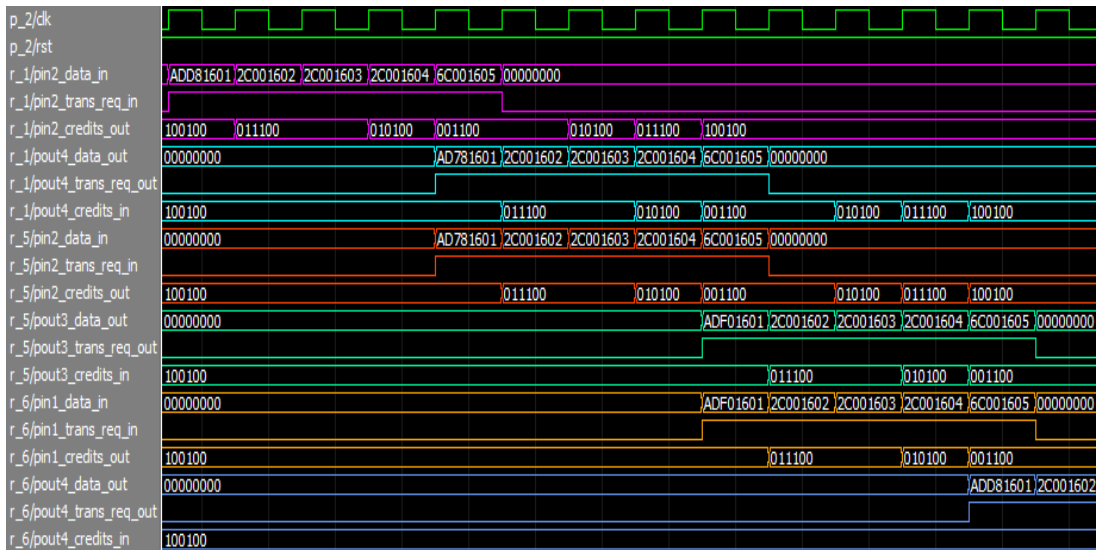 p_2/clk
p_2/rst
r_1/pin2_data_in ADD81601 2C001602 2C001603 2C001604 6C001605 00000000
r_1/pin2_trans_req_in
r_1/pin2_credits_out 100100 011100 010100 001100 010100 011100 100100
r_1/pout4_data_out 00000000 AD781601 2C001602 2C001603 2C001604 6C001605 00000000
r_1/pout4_trans_req_out
r_1/pout4_credits_in 100100 011100 010100 001100 010100 011100 100100
r_5/pin2_data_in 00000000 AD781601 2C001602 2C001603 2C001604 6C001605 00000000
r_5/pin2_trans_req_in
r_5/pin2_credits_out 100100 011100 010100 001100 010100 011100 100100
r_5/pout3_data_out 00000000 ADF01601 2C001602 2C001603 2C001604 6C001605 00000000
r_5/pout3_trans_req_out
r_5/pout3_credits_in 100100 011100 010100 001100
r_6/pin1_data_in 00000000 ADF01601 2C001602 2C001603 2C001604 6C001605 00000000
r_6/pin1_trans_req_in
r_6/pin1_credits_out 100100 011100 010100 001100
r_6/pout4_data_out 00000000 ADD81601 2C001602
r_6/pout4_trans_req_out
r_6/pout4_credits_in 100100